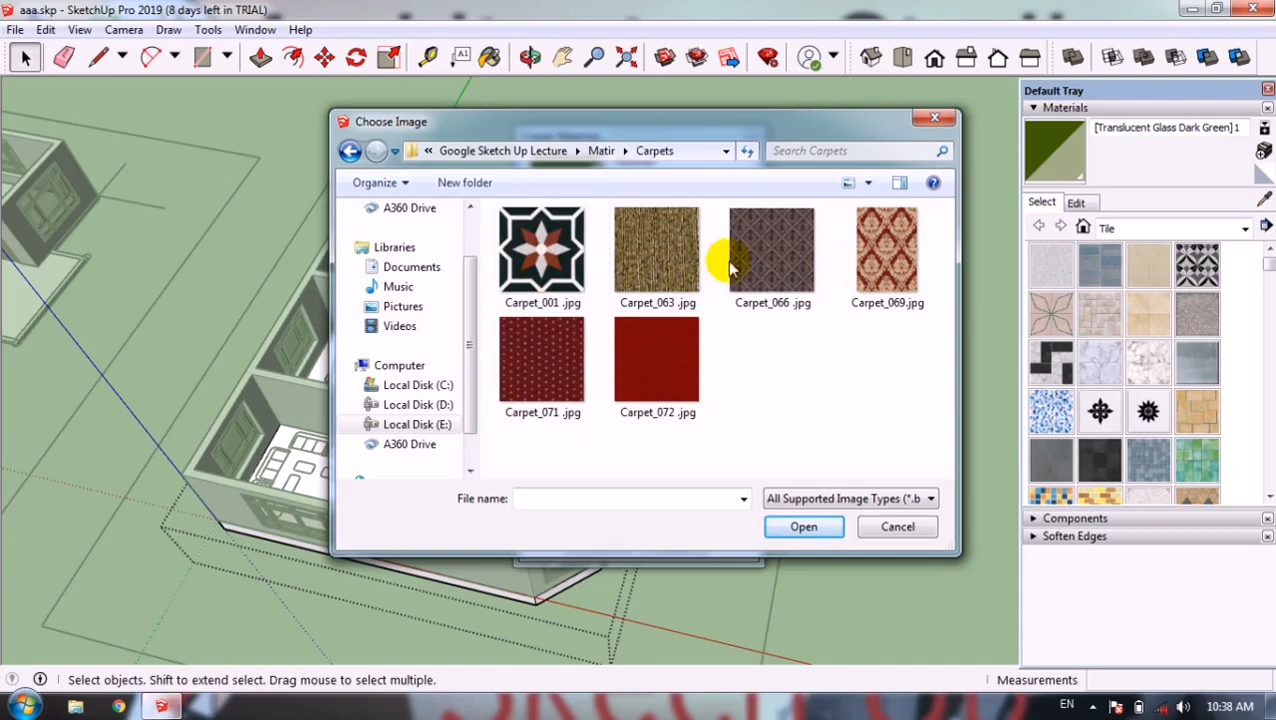 aaa.skp - SketchUp Pro 2019 (8 days left in TRIAL)
File Edit View Camera Draw Tools Window Help
A1
Default Tray
Materials
[Translucent Glass Dark Green]1
Select Edit
Tile
Components
Soften Edges
Choose Image
« Google Sketch Up Lecture Matir Carpets
Search Carpets
Organize New folder
A360 Drive
Libraries
Documents
Music
Pictures
Videos
Computer
Local Disk (C:)
Local Disk (D:)
Local Disk (E:)
A360 Drive
Carpet_001 .jpg Carpet_063 .jpg Carpet_066 .jpg Carpet_069.jpg
Carpet_071 .jpg Carpet_072 .jpg
File name: All Supported Image Types (*.b
Open Cancel
Select objects. Shift to extend select. Drag mouse to select multiple.
Measurements
EN 10:38 AM